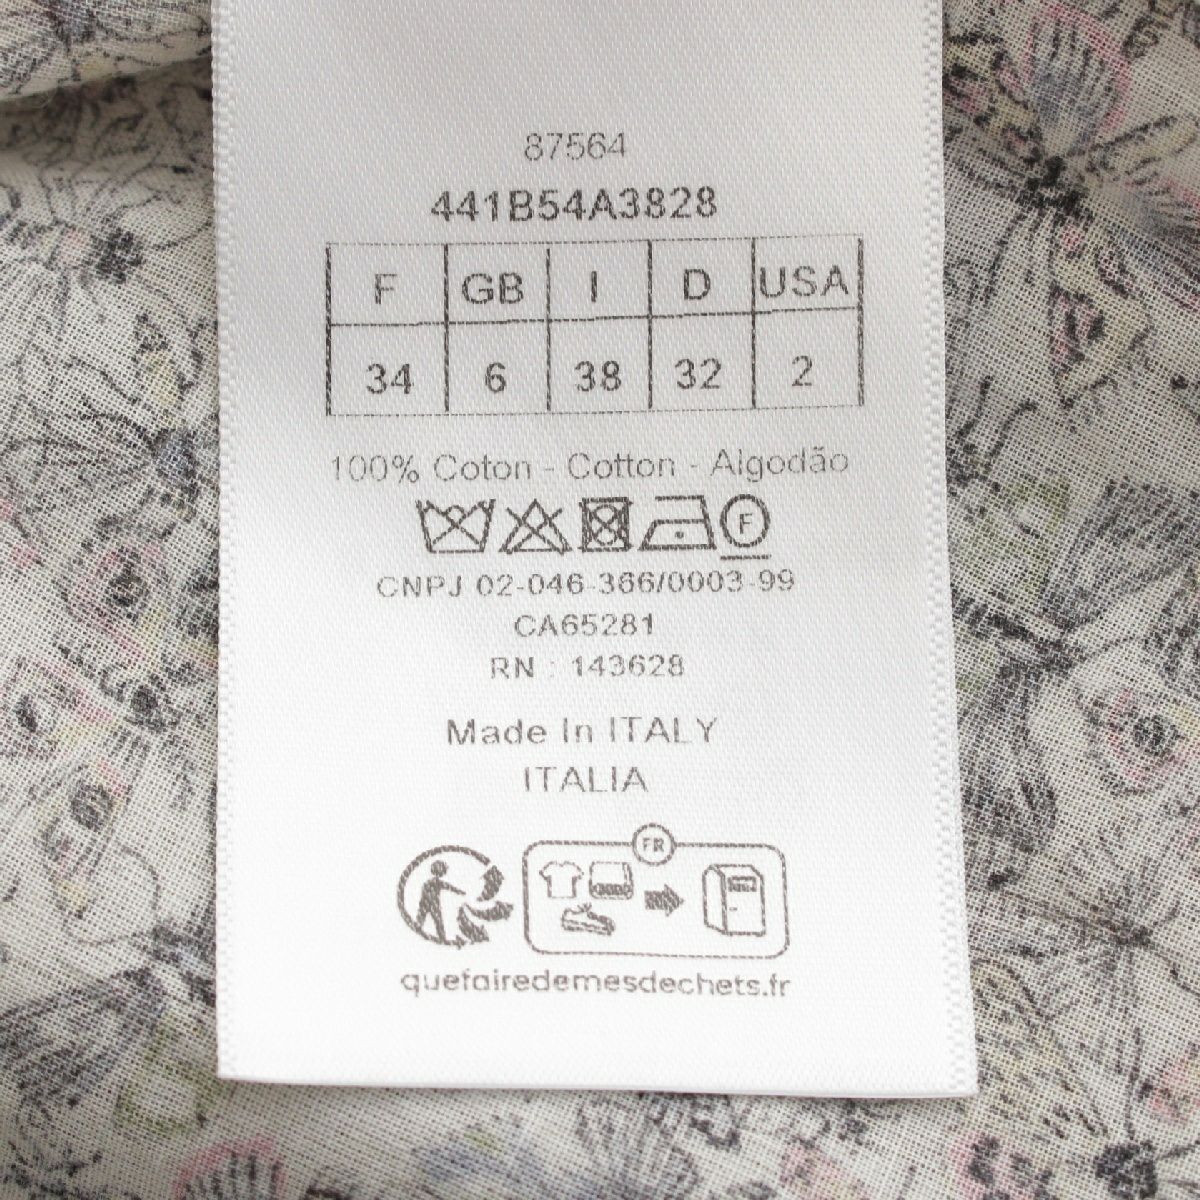 87564
441B54A3828
F GB I D USA
34 6 38 32 2
100% Coton - Cotton - Algodão
F
CNPJ 02-046-366/0003-99
CA65281
RN : 143628
Made In ITALY
ITALIA
FR
quefairedemesdechets.fr